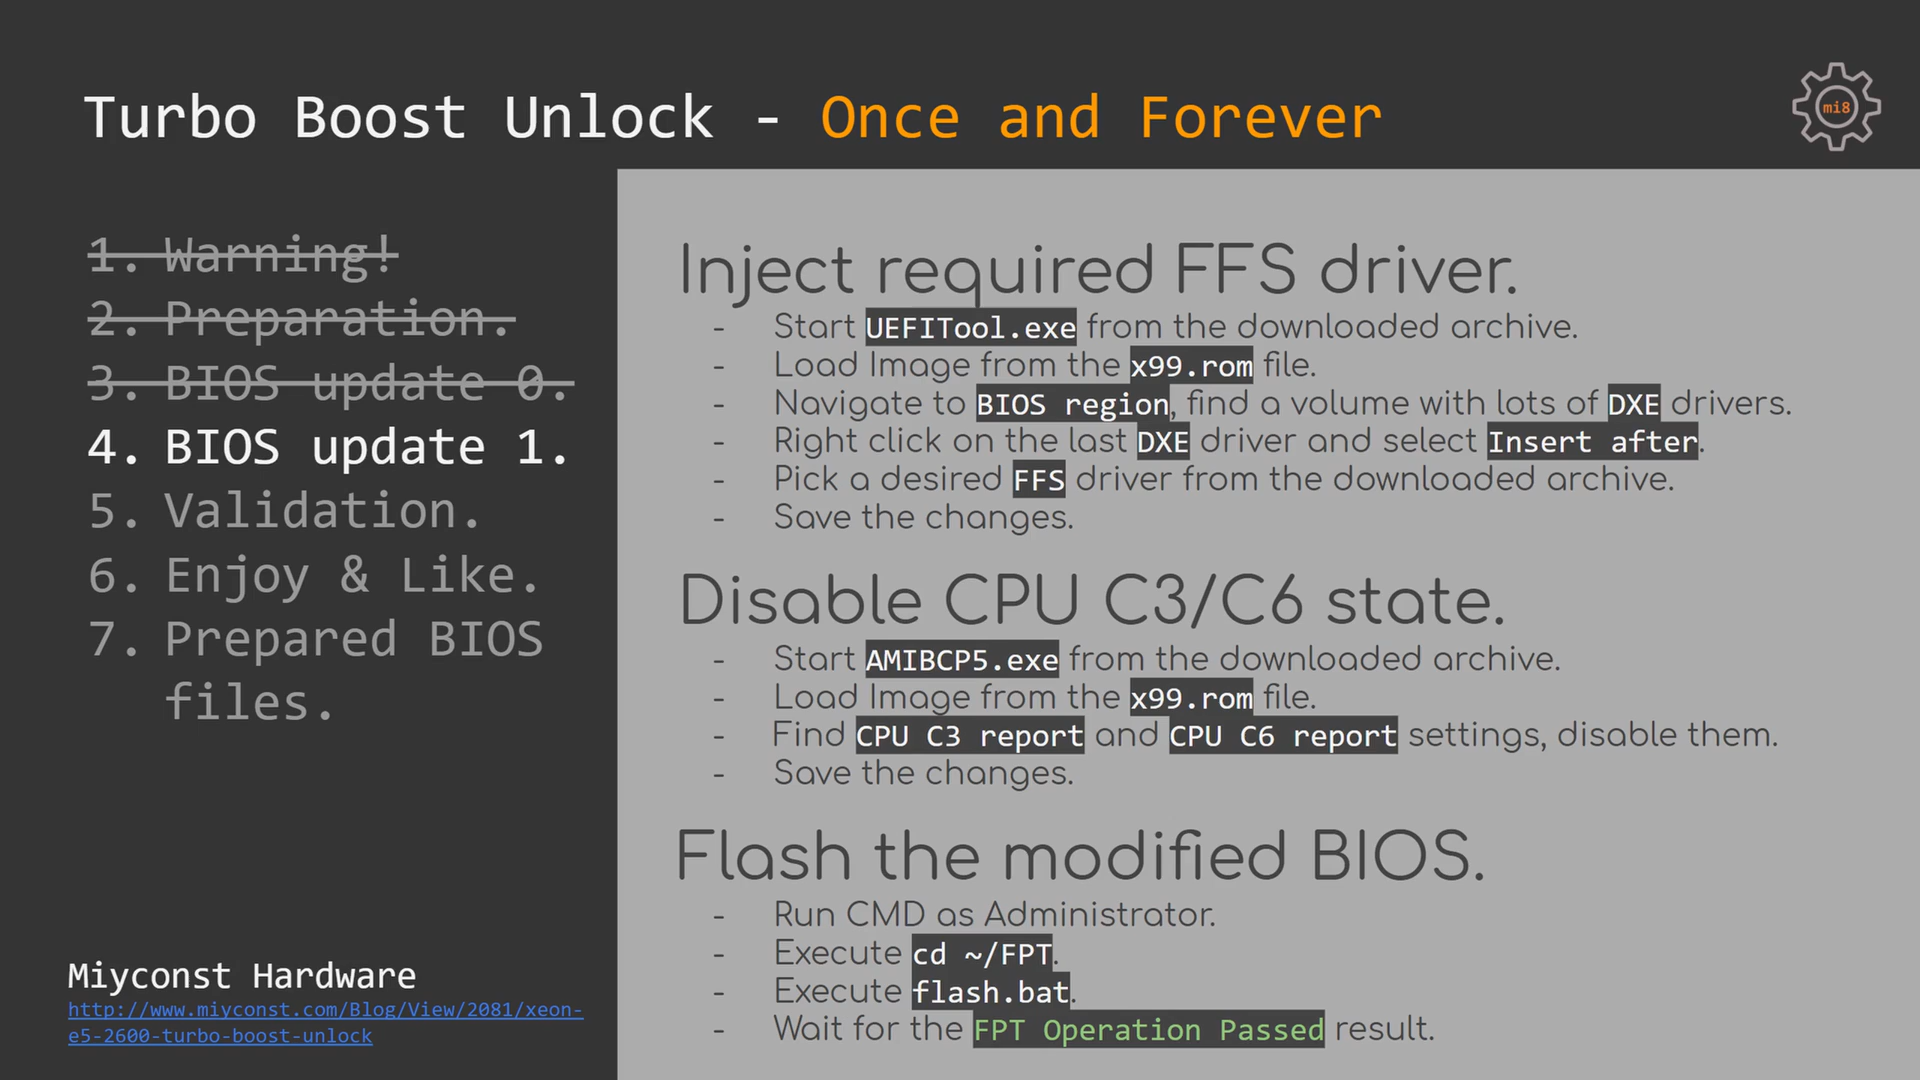 Turbo Boost Unlock - Once and Forever
mi8
1. Warning!
2. Preparation.
3. BIOS update 0.
4. BIOS update 1.
5. Validation.
6. Enjoy & Like.
7. Prepared BIOS
files.
Miyconst Hardware
http://www.miyconst.com/Blog/View/2081/xeon-
e5-2600-turbo-boost-unlock
Inject required FFS driver.
- Start UEFITool.exe from the downloaded archive.
- Load Image from the x99.rom file.
- Navigate to BIOS region, find a volume with lots of DXE drivers.
- Right click on the last DXE driver and select Insert after.
- Pick a desired FFS driver from the downloaded archive.
- Save the changes.
Disable CPU C3/C6 state.
- Start AMIBCP5.exe from the downloaded archive.
- Load Image from the x99.rom file.
- Find CPU C3 report and CPU C6 report settings, disable them.
- Save the changes.
Flash the modified BIOS.
- Run CMD as Administrator.
- Execute cd ~/FPT.
- Execute flash.bat.
- Wait for the FPT Operation Passed result.